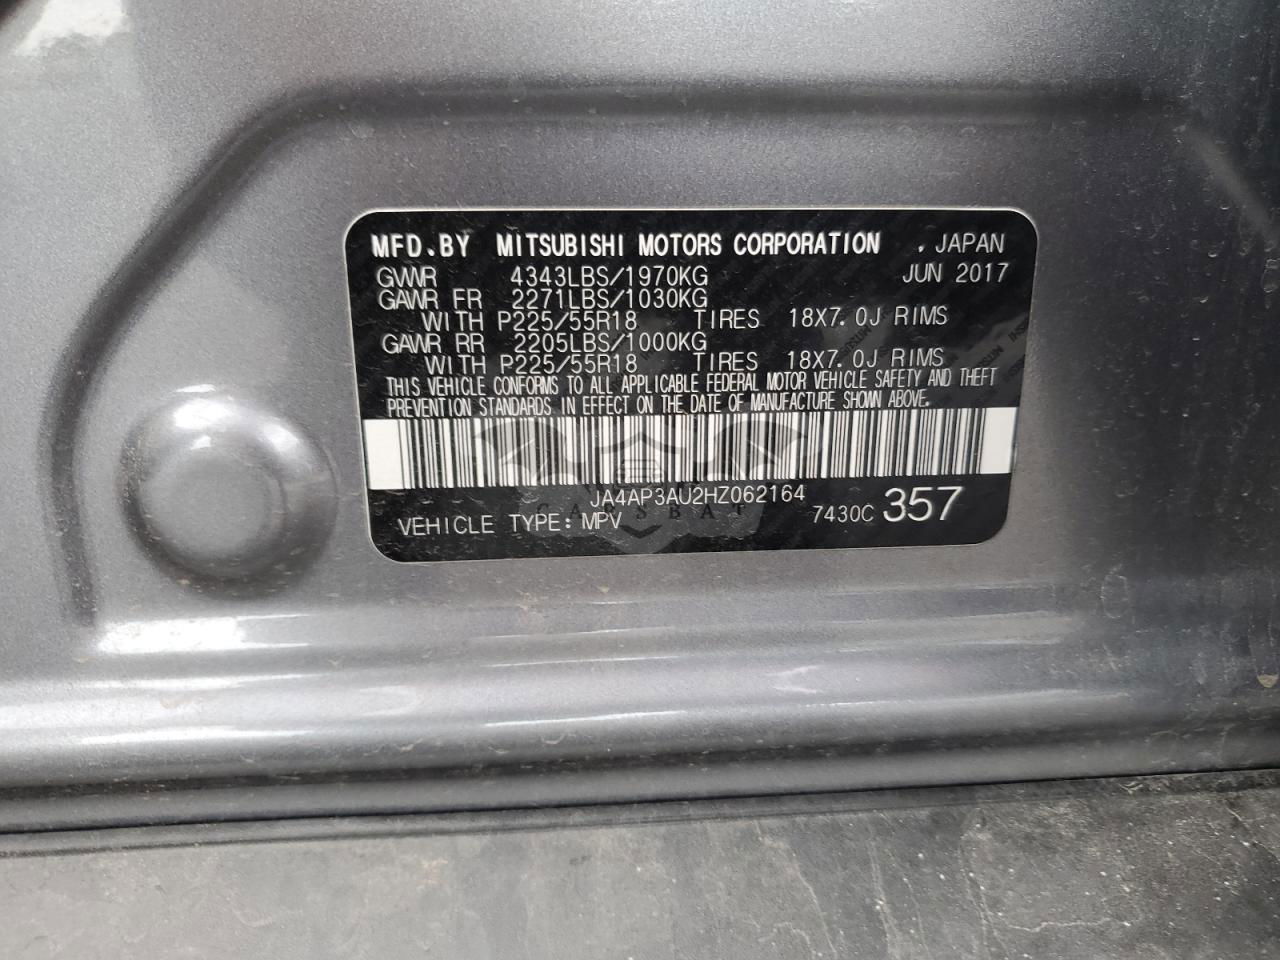 MFD.BY MITSUBISHI MOTORS CORPORATION , JAPAN
GVWR 4343LBS/1970KG JUN 2017
GAWR FR 2271LBS/1030KG
WITH P225/55R18 TIRES 18X7.0J RIMS
GAWR RR 2205LBS/1000KG
WITH P225/55R18 TIRES 18X7.0J RIMS
THIS VEHICLE CONFORMS TO ALL APPLICABLE FEDERAL MOTOR VEHICLE SAFETY AND THEFT
PREVENTION STANDARDS IN EFFECT ON THE DATE OF MANUFACTURE SHOWN ABOVE.
JA4AP3AU2HZ062164
CARSBAT
VEHICLE TYPE: MPV 7430C 357